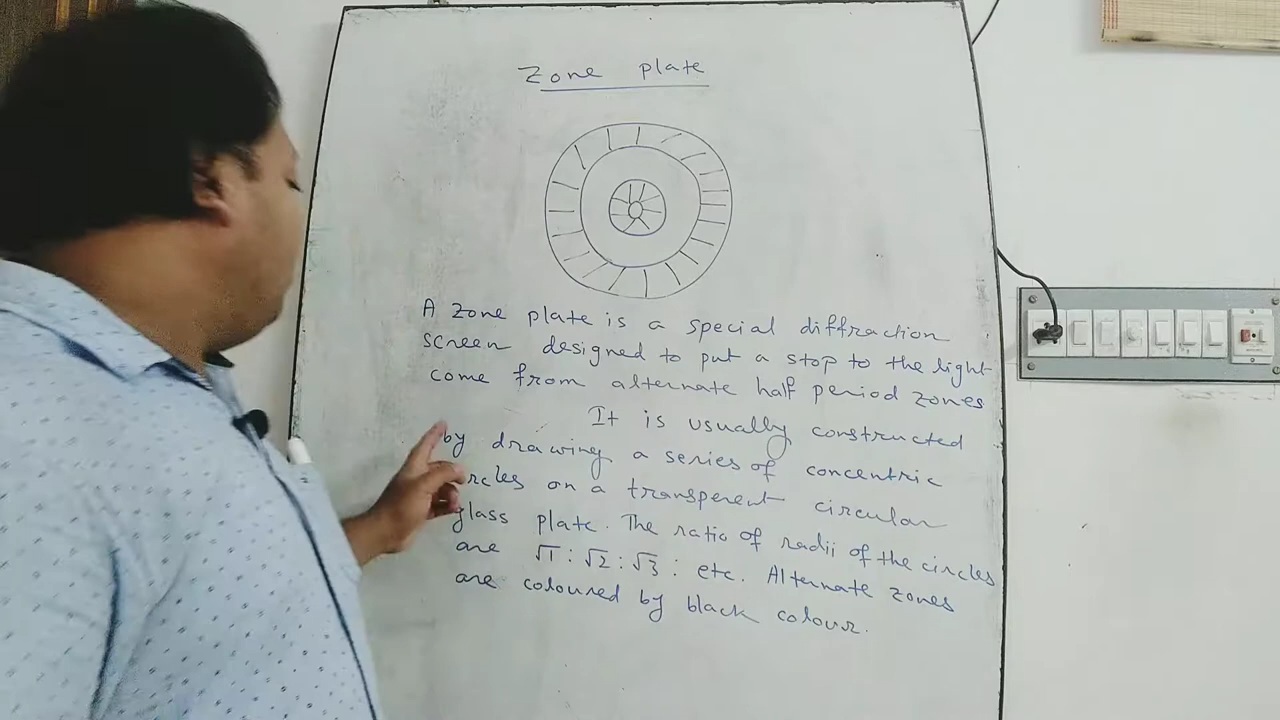 Zone plate
A zone plate is a special diffraction
screen designed to put a stop to the light
come from alternate half period zones
It is usually constructed
by drawing a series of concentric
rcles on a transperent circular
glass plate. The ratio of radii of the circles
are √1 : √2 : √3 : etc. Alternate zones
are coloured by black colour.